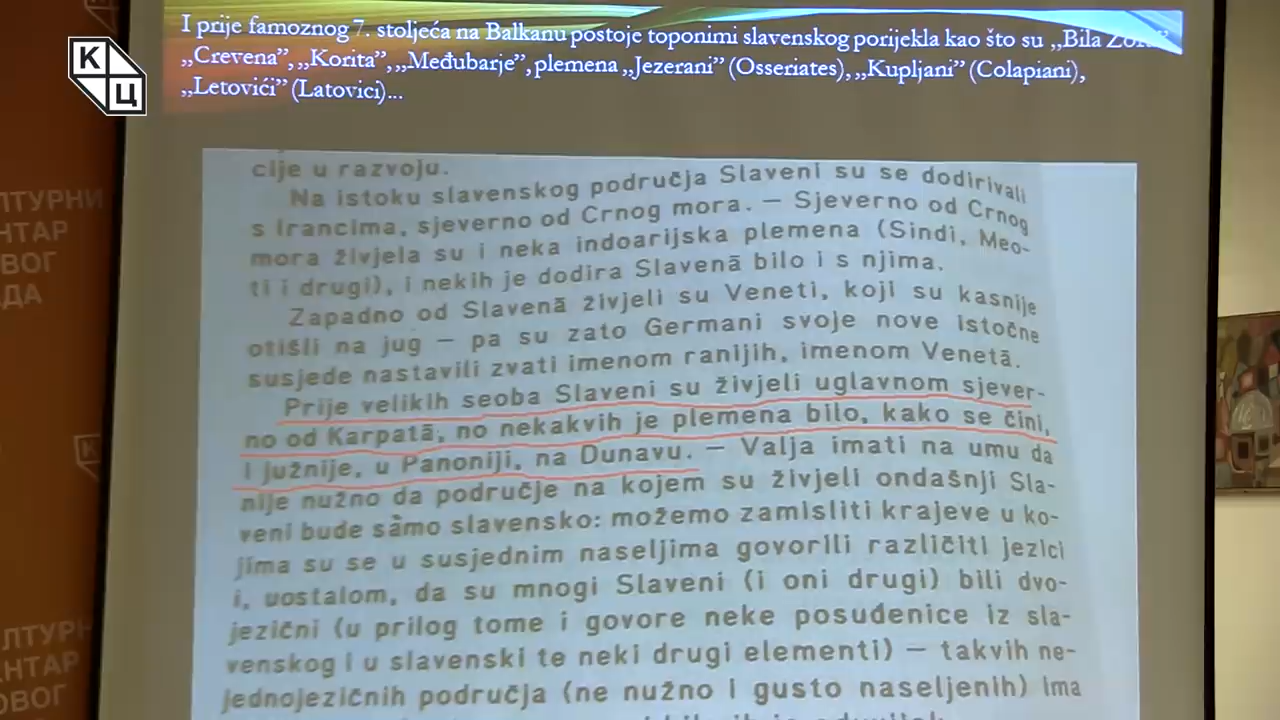 I prije famoznog 7. stoljeća na Balkanu postoje toponimi slavenskog porijekla kao što su „Bila
„Crevena”, „Korita”, „Međubarje”, plemena „Jezerani” (Osseriates), „Kupljani” (Colapiani),
„Letovići” (Latovici)...
К
Ц
ЛТУРНИ
НТАР
ВОГ
ДА
cije u razvoju.
Na istoku slavenskog područja Slaveni su se dodirivali
s Irancima, sjeverno od Crnog mora. — Sjeverno od Crnog
mora živjela su i neka indoarijska plemena (Sindi, Meo-
ti i drugi), i nekih je dodira Slavenā bilo i s njima.
Zapadno od Slavenā živjeli su Veneti, koji su kasnije
otišli na jug — pa su zato Germani svoje nove istočne
susjede nastavili zvati imenom ranijih, imenom Venetā.
Prije velikih seoba Slaveni su živjeli uglavnom sjever-
no od Karpatā, no nekakvih je plemena bilo, kako se čini,
i južnije, u Panoniji, na Dunavu. — Valja imati na umu da
nije nužno da područje na kojem su živjeli ondašnji Sla-
veni bude sȁmo slavensko: možemo zamisliti krajeve u ko-
jima su se u susjednim naseljima govorili različiti jezici
i, uostalom, da su mnogi Slaveni (i oni drugi) bili dvo-
jezični (u prilog tome i govore neke posuđenice iz sla-
venskog i u slavenski te neki drugi elementi) — takvih ne-
jednojezičnih područja (ne nužno i gusto naseljenih) ima
К
ЛТУРН
НТАР
ОВОГ